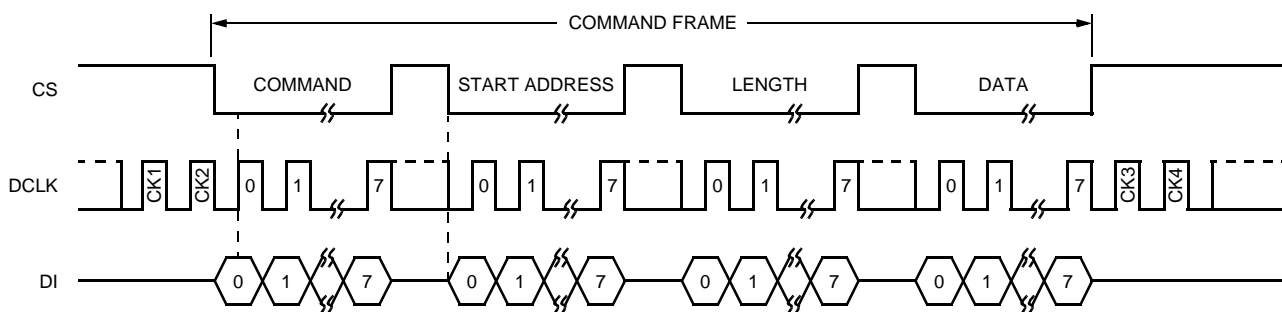 COMMAND FRAME
CS COMMAND START ADDRESS LENGTH DATA
DCLK CK1 CK2 0 1 7 0 1 7 0 1 7 0 1 7 CK3 CK4
DI 0 1 7 0 1 7 0 1 7 0 1 7